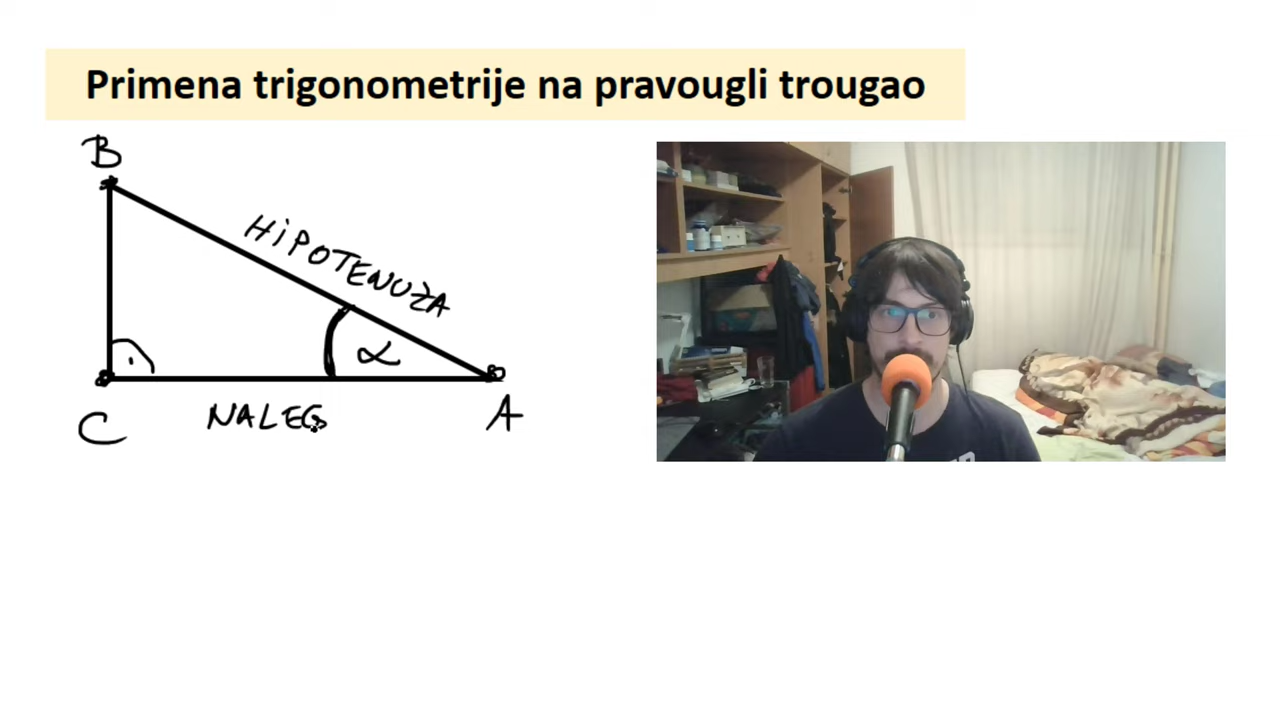 Primena trigonometrije na pravougli trougao
B
HIPOTENUZA
α
C
NALEG
A